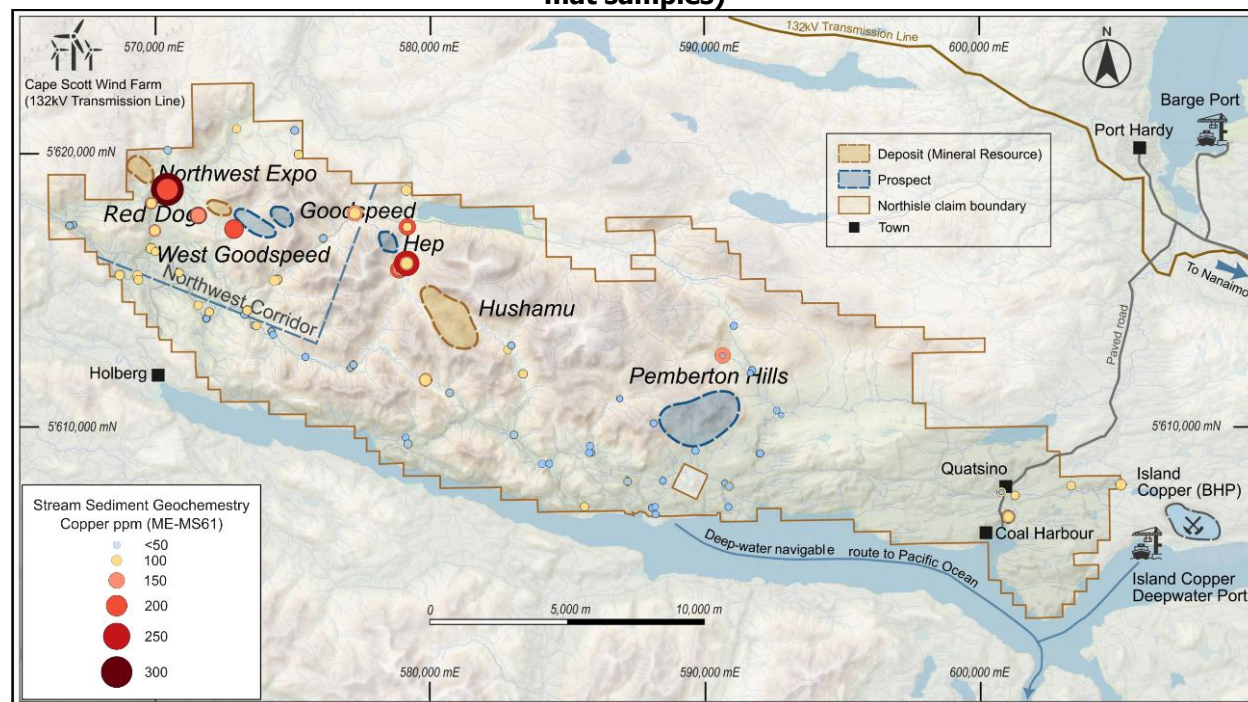 mat samples)
570,000 mE
580,000 mE
590,000 mE
600,000 mE
132kV Transmission Line
N
Cape Scott Wind Farm
(132kV Transmission Line)
Barge Port
Port Hardy
5'620,000 mN
Deposit (Mineral Resource)
Prospect
Northisle claim boundary
Town
Northwest Expo
Red Dog
Goodspeed
West Goodspeed
Hep
Northwest Corridor
Hushamu
To Nanaimo
Paved road
Holberg
Pemberton Hills
5'610,000 mN
5'610,000 mN
Quatsino
Island
Copper (BHP)
Coal Harbour
Stream Sediment Geochemestry
Copper ppm (ME-MS61)
<50
100
150
200
250
300
Deep-water navigable route to Pacific Ocean
Island Copper
Deepwater Port
0
5,000 m
10,000 m
580,000 mE
590,000 mE
600,000 mE